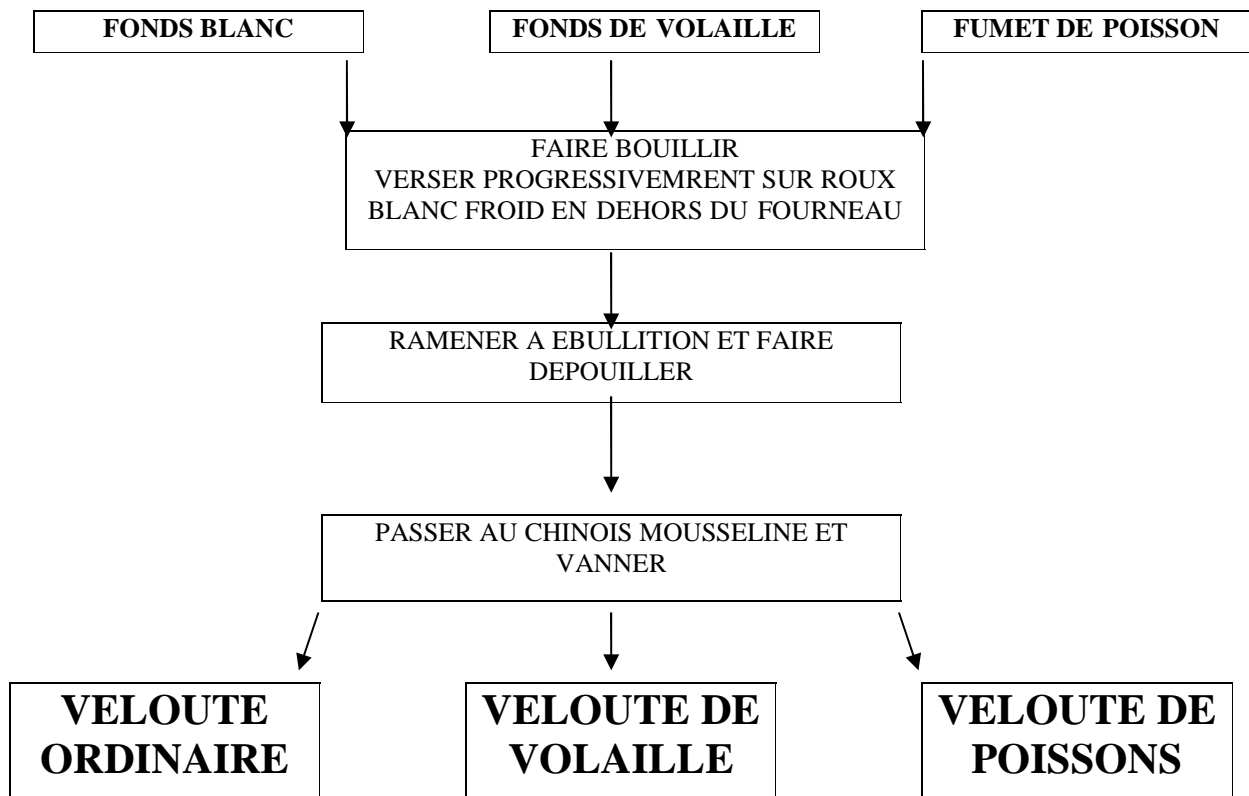 FONDS BLANC
FONDS DE VOLAILLE
FUMET DE POISSON
FAIRE BOUILLIR
VERSER PROGRESSIVEMRENT SUR ROUX
BLANC FROID EN DEHORS DU FOURNEAU
RAMENER A EBULLITION ET FAIRE
DEPOUILLER
PASSER AU CHINOIS MOUSSELINE ET
VANNER
VELOUTE
ORDINAIRE
VELOUTE DE
VOLAILLE
VELOUTE DE
POISSONS